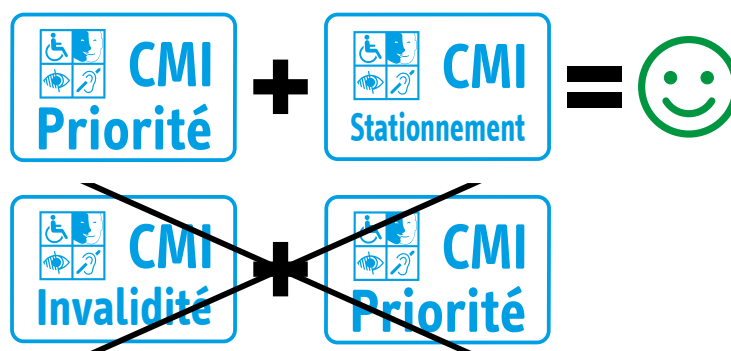 CMI
Priorité
+
CMI
Stationnement
=
CMI
Invalidité
+
CMI
Priorité